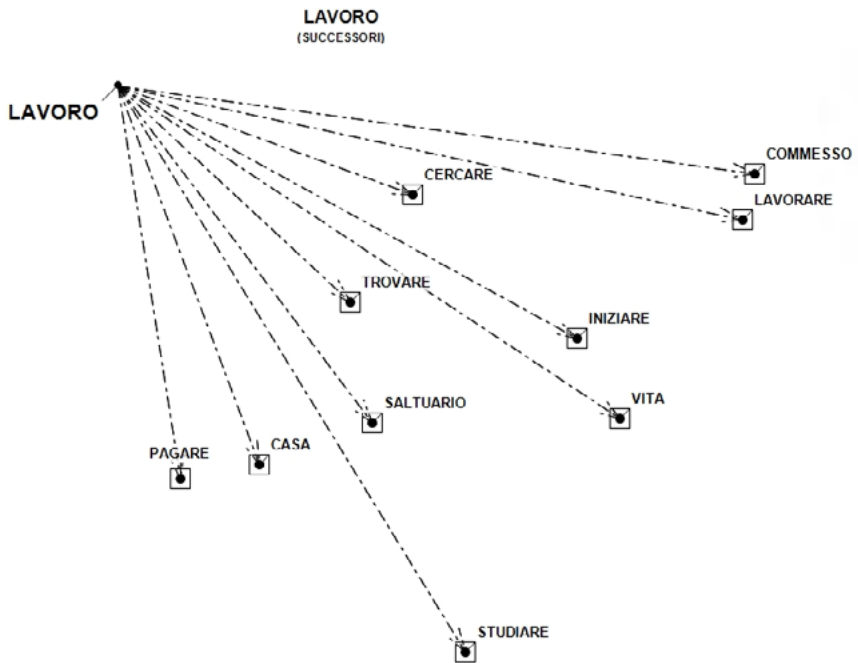 LAVORO
(SUCCESSORI)
LAVORO
COMMESSO
CERCARE
LAVORARE
TROVARE
INIZIARE
VITA
SALTUARIO
CASA
PAGARE
STUDIARE